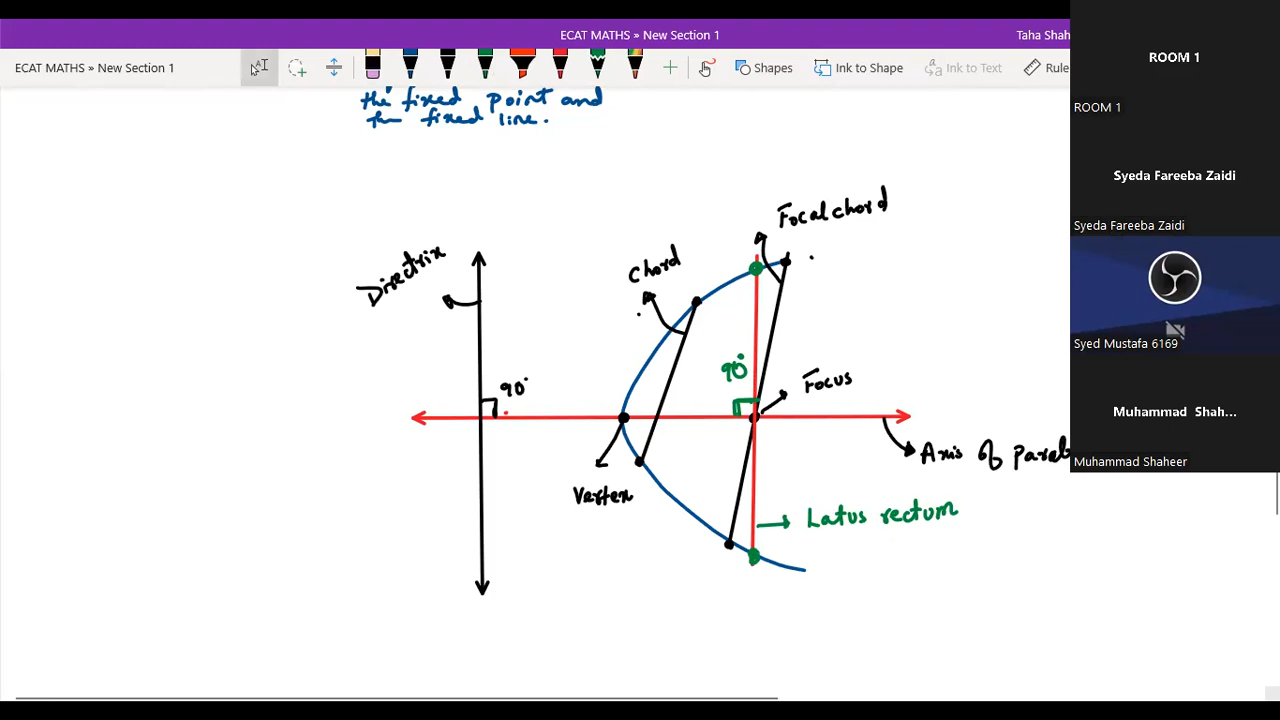 ECAT MATHS » New Section 1
Taha Shah
ROOM 1
ECAT MATHS » New Section 1
Shapes
Ink to Shape
Ink to Text
Rule
ROOM 1
the fixed point and
the fixed line.
Syeda Fareeba Zaidi
Syeda Fareeba Zaidi
Focal chord
Directrix
Chord
Syed Mustafa 6169
90°
90°
Focus
Muhammad Shah...
Axis of parab
Muhammad Shaheer
Vertex
Latus rectum